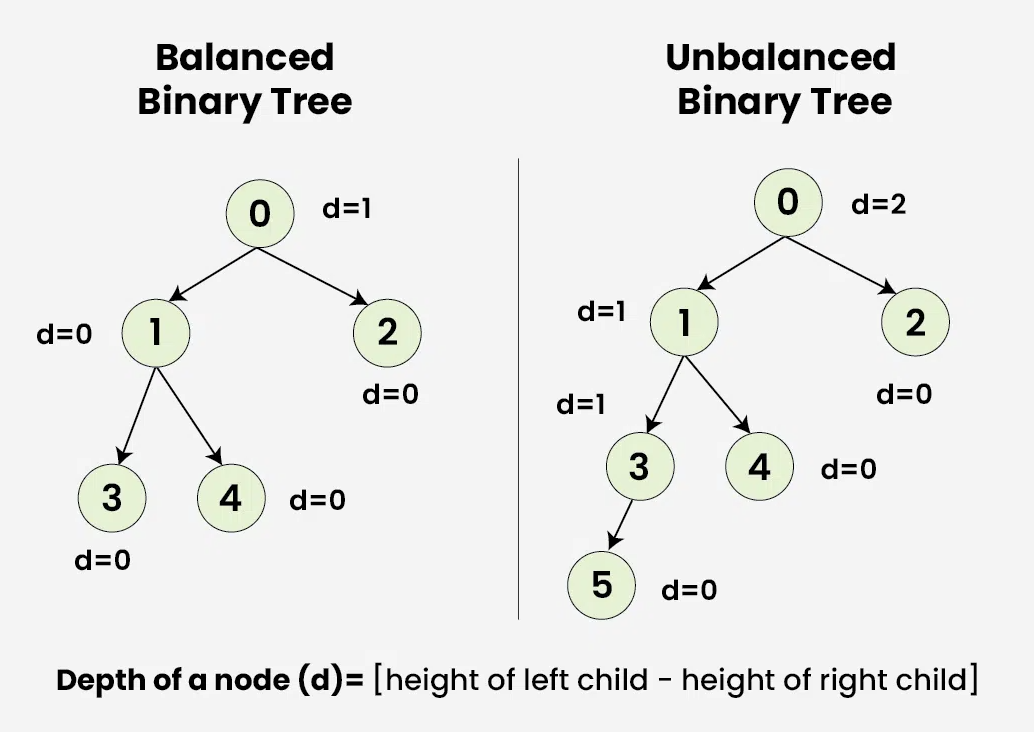 Balanced
Binary Tree
0
d=1
1
d=0
2
d=0
3
d=0
4
d=0
Unbalanced
Binary Tree
0
d=2
d=1
1
2
d=0
d=1
3
4
d=0
5
d=0
Depth of a node (d)= [height of left child - height of right child]